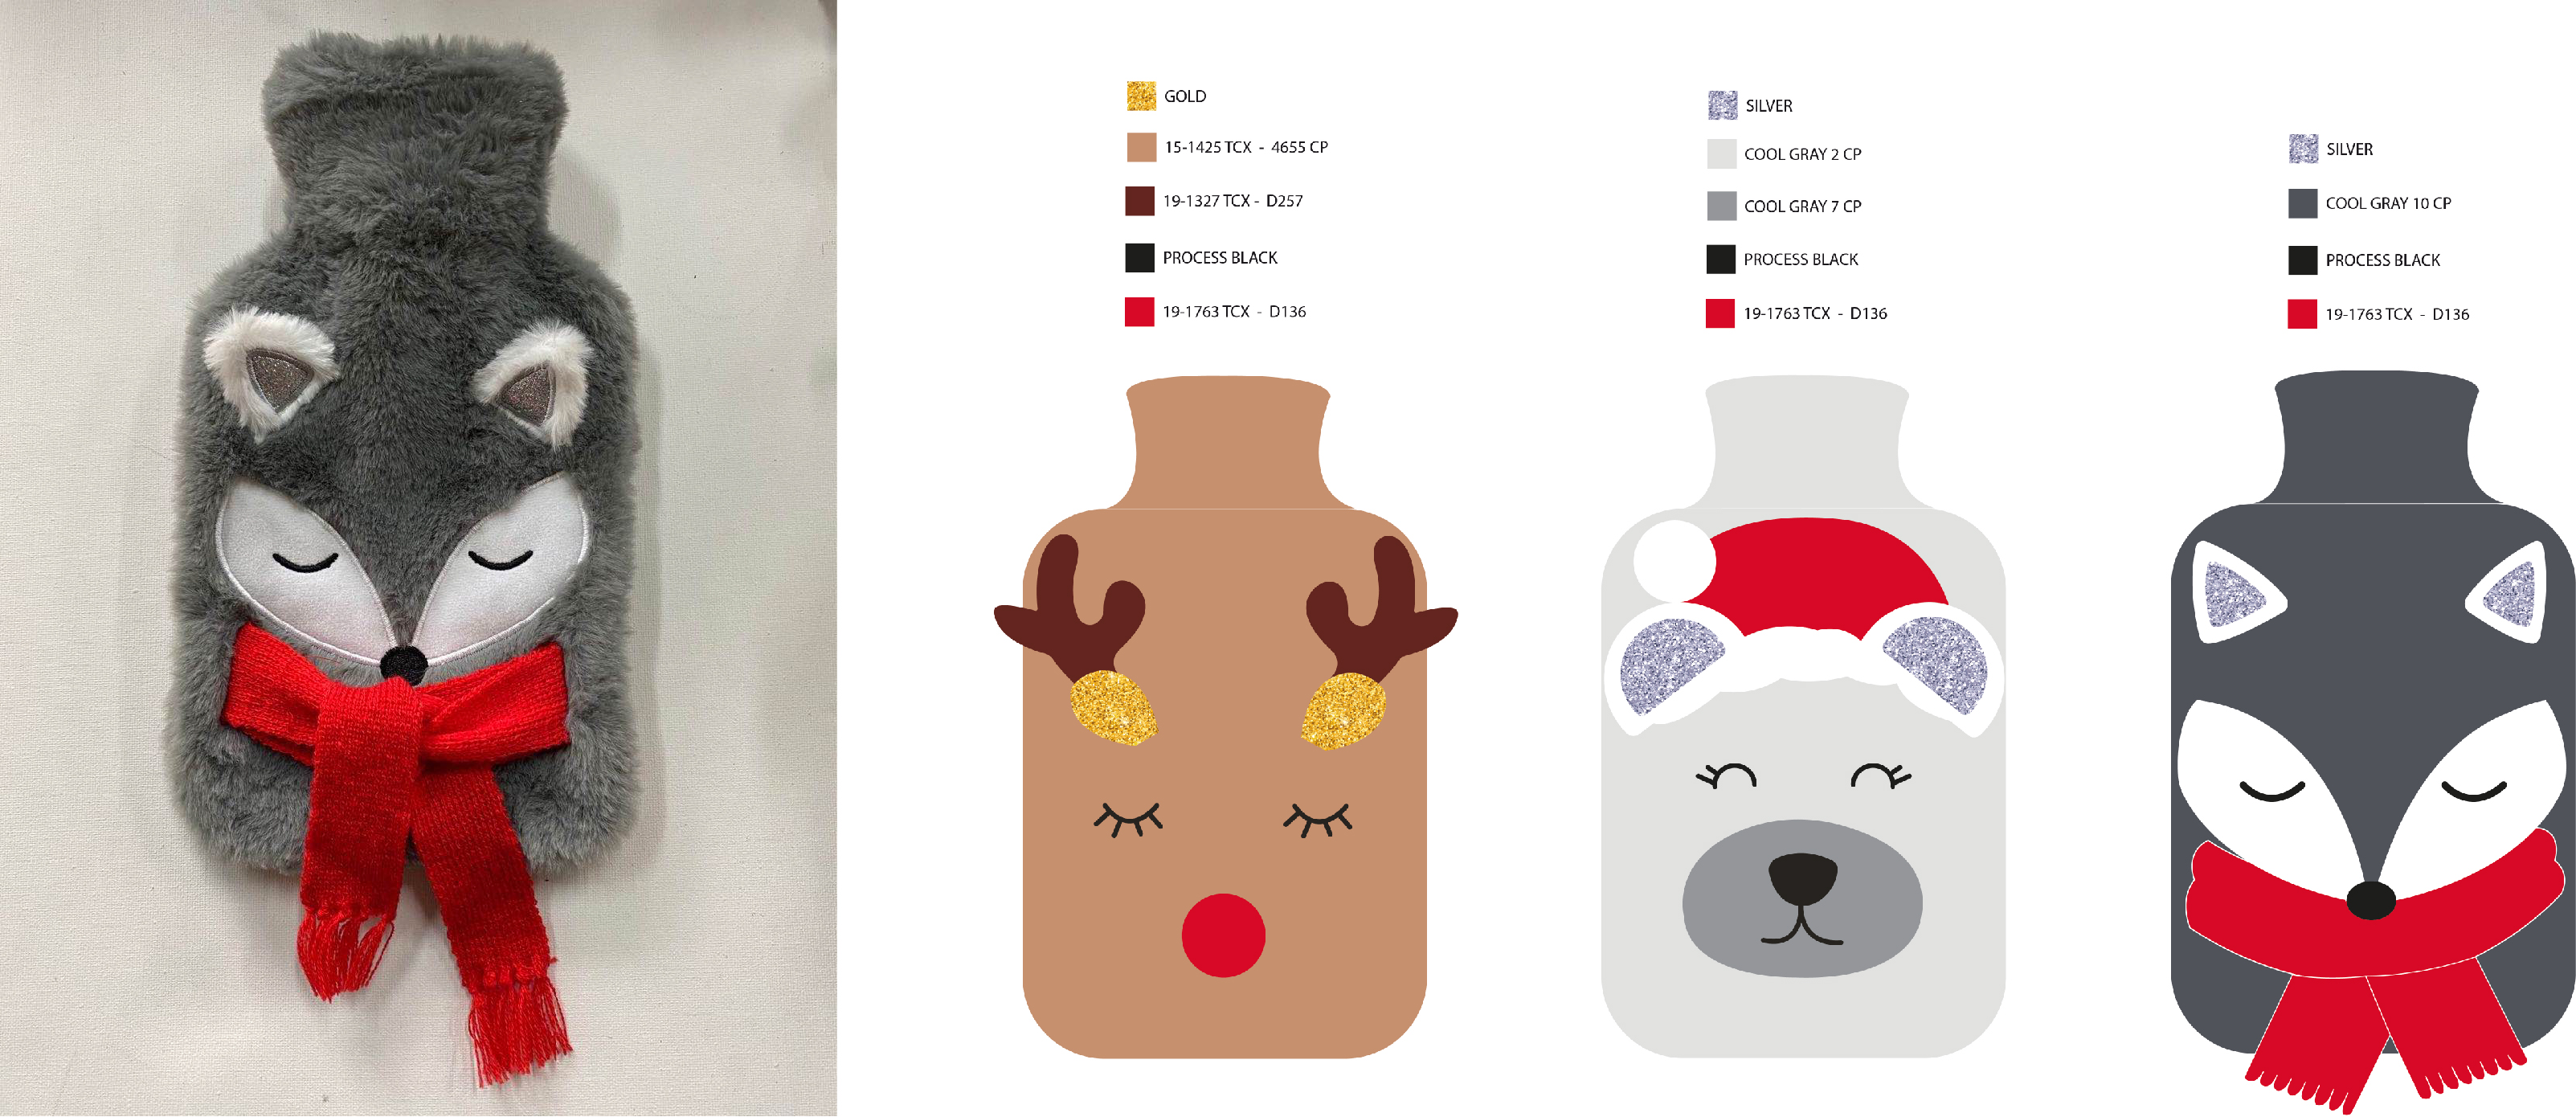 GOLD
15-1425 TCX - 4655 CP
19-1327 TCX - D257
PROCESS BLACK
19-1763 TCX - D136
SILVER
COOL GRAY 2 CP
COOL GRAY 7 CP
PROCESS BLACK
19-1763 TCX - D136
SILVER
COOL GRAY 10 CP
PROCESS BLACK
19-1763 TCX - D136